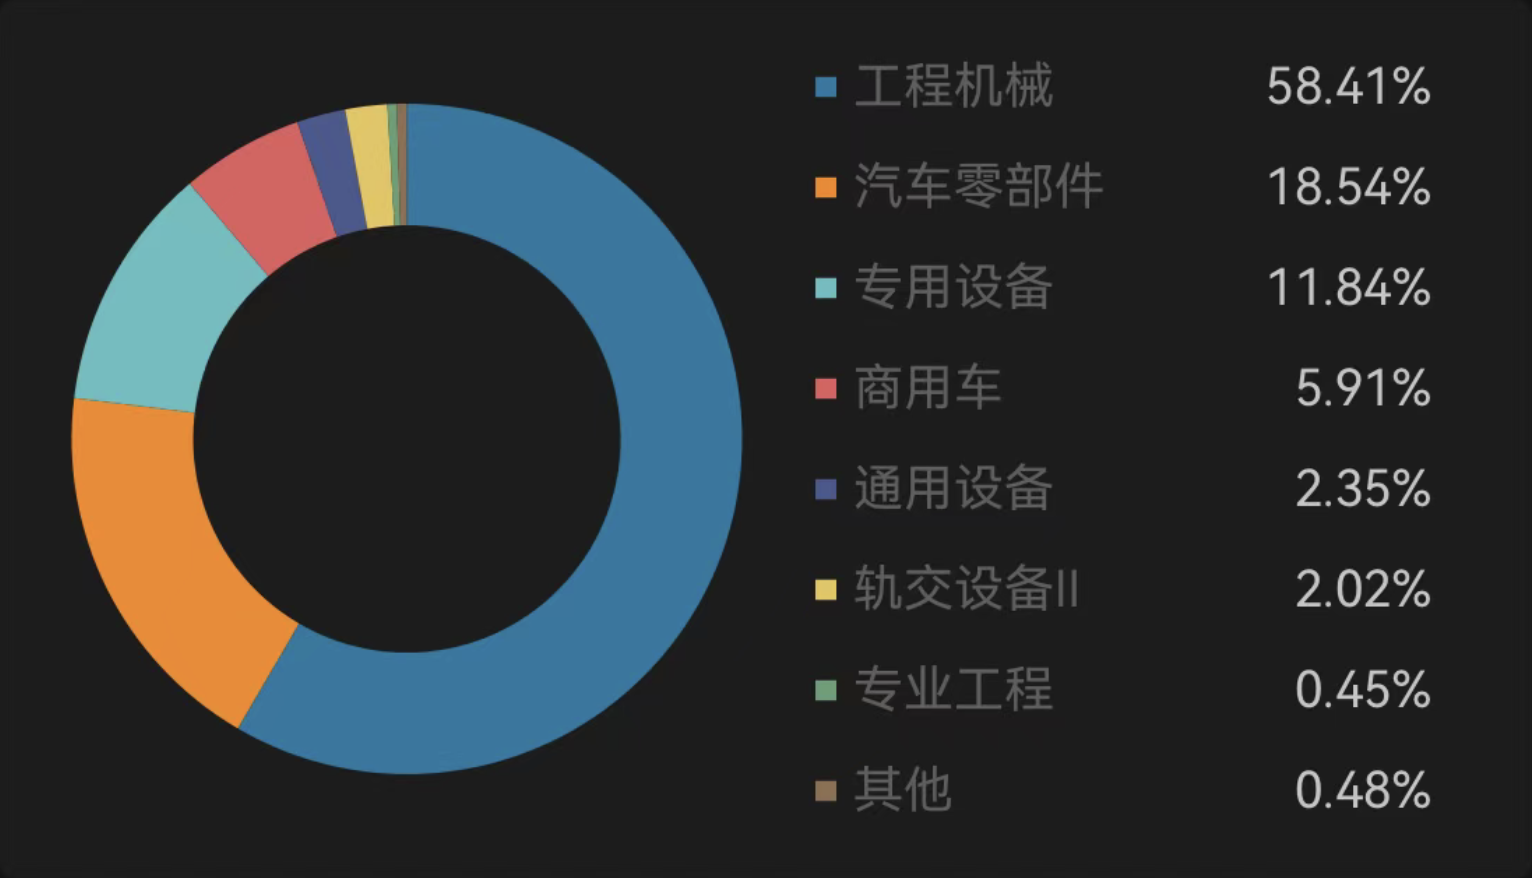 工程机械 58.41%
汽车零部件 18.54%
专用设备 11.84%
商用车 5.91%
通用设备 2.35%
轨交设备II 2.02%
专业工程 0.45%
其他 0.48%